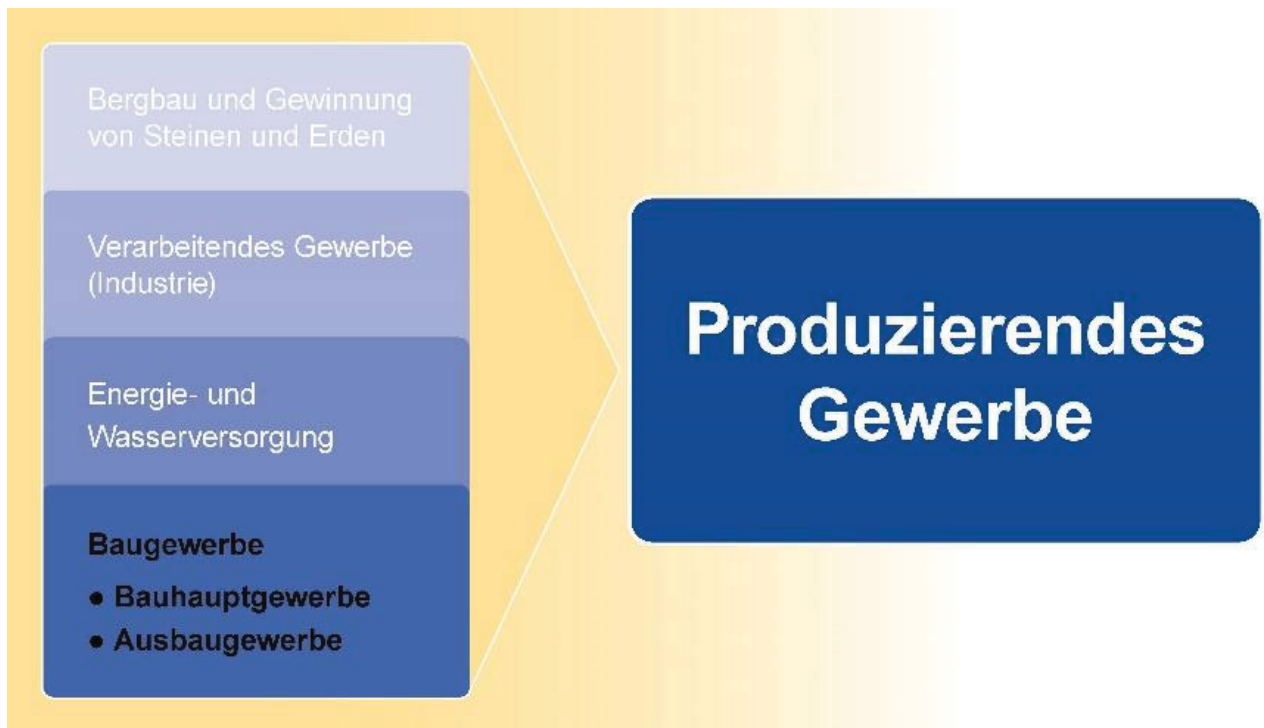 Bergbau und Gewinnung
von Steinen und Erden
Verarbeitendes Gewerbe
(Industrie)
Energie- und
Wasserversorgung
Baugewerbe
● Bauhauptgewerbe
● Ausbaugewerbe
Produzierendes
Gewerbe